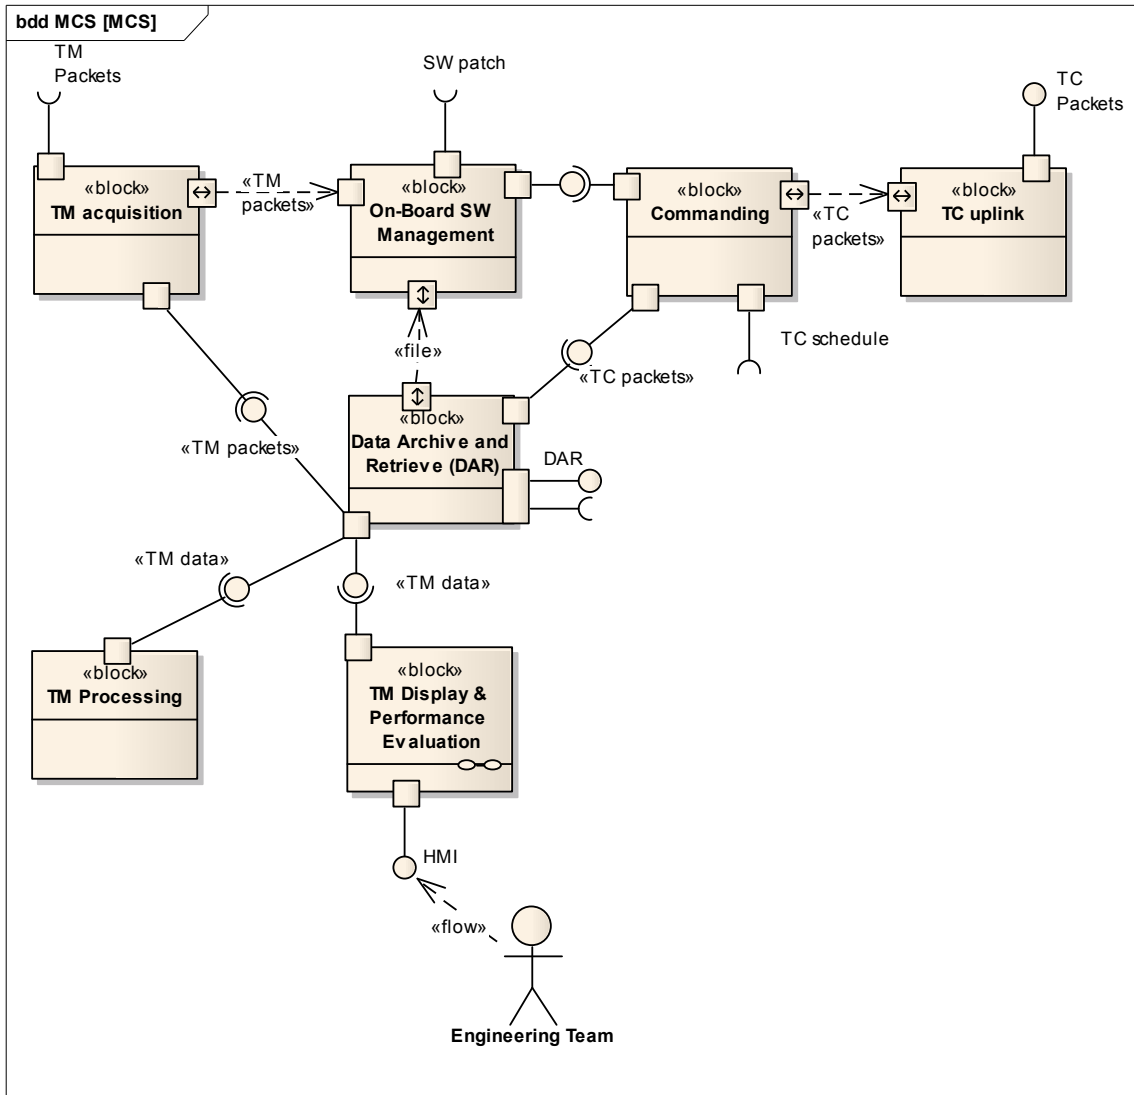 bdd MCS [MCS]
TM
Packets
SW patch
TC
Packets
«block»
TM acquisition
«TM
packets»
«block»
On-Board SW
Management
«block»
Commanding
«TC
packets»
«block»
TC uplink
TC schedule
«file»
«TC packets»
«block»
Data Archive and
Retrieve (DAR)
DAR
«TM packets»
«TM data»
«TM data»
«block»
TM Processing
«block»
TM Display &
Performance
Evaluation
HMI
«flow»
Engineering Team